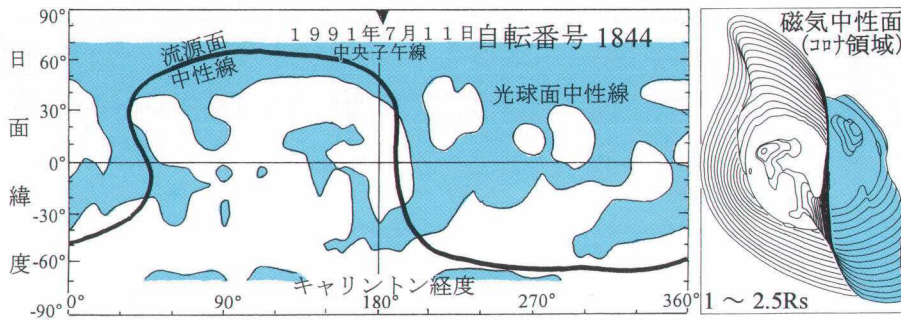 1991年7月11日
自転番号 1844
中央子午線
流源面
中性線
光球面中性線
日面緯度
90°
60°
30°
0°
-30°
-60°
-90°
キャリントン経度
0°
90°
180°
270°
360°
磁気中性面
(コロナ領域)
1 ～ 2.5Rs